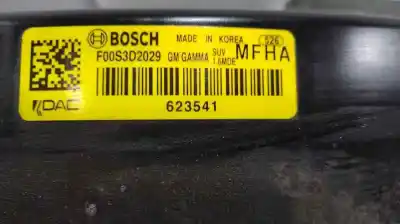 BOSCH MADE IN KOREA 526
F00S3D2029 GM GAMMA SUV 1.6MDE MFHA
DAC
623541